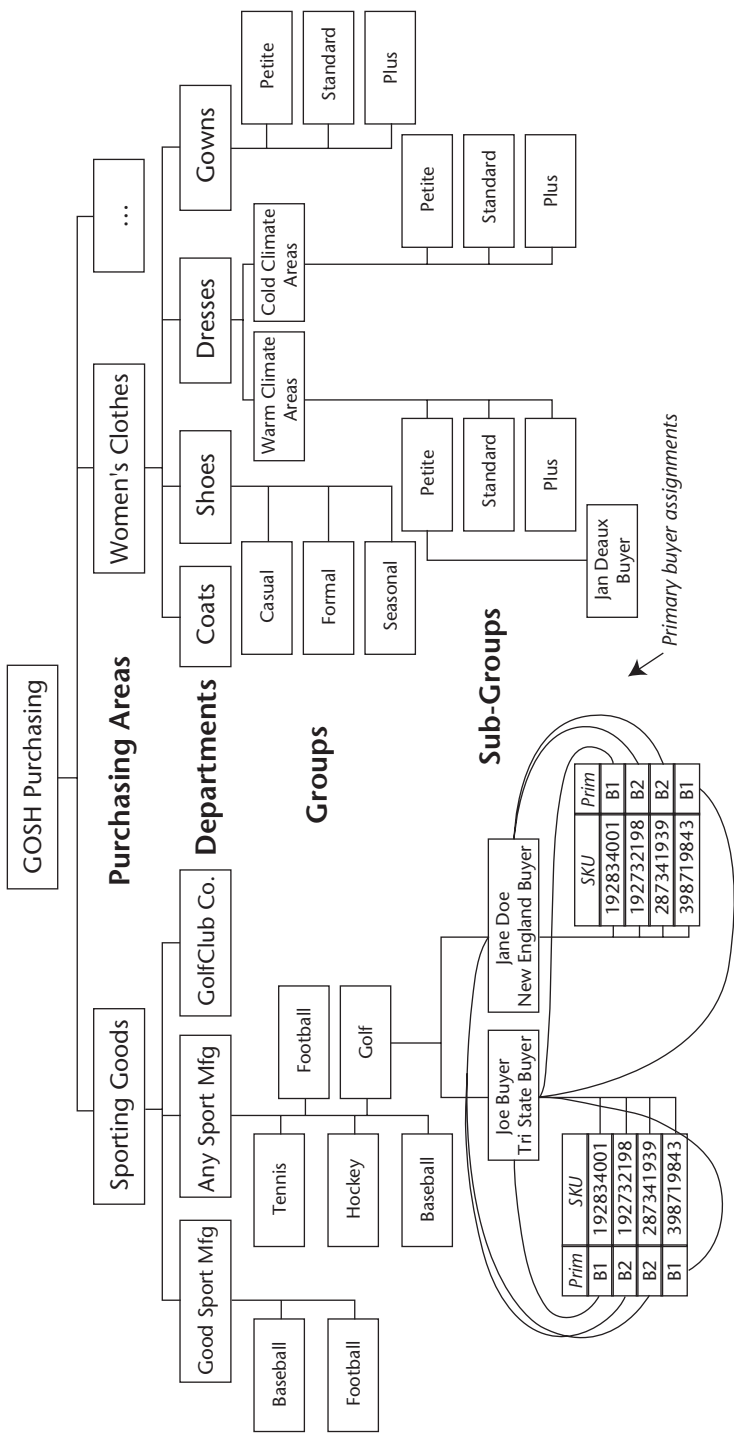 GOSH Purchasing
Purchasing Areas
Sporting Goods
Women's Clothes
...
Departments
Good Sport Mfg
Any Sport Mfg
GolfClub Co.
Coats
Shoes
Dresses
Gowns
Groups
Baseball
Football
Tennis
Hockey
Baseball
Football
Golf
Casual
Formal
Seasonal
Warm Climate
Areas
Cold Climate
Areas
Petite
Standard
Plus
Sub-Groups
Petite
Standard
Plus
Petite
Standard
Plus
Joe Buyer
Tri State Buyer
Jane Doe
New England Buyer
Jan Deaux
Buyer
Primary buyer assignments
Prim SKU
B1 192834001
B2 192732198
B2 287341939
B1 398719843
SKU Prim
192834001 B1
192732198 B2
287341939 B2
398719843 B1